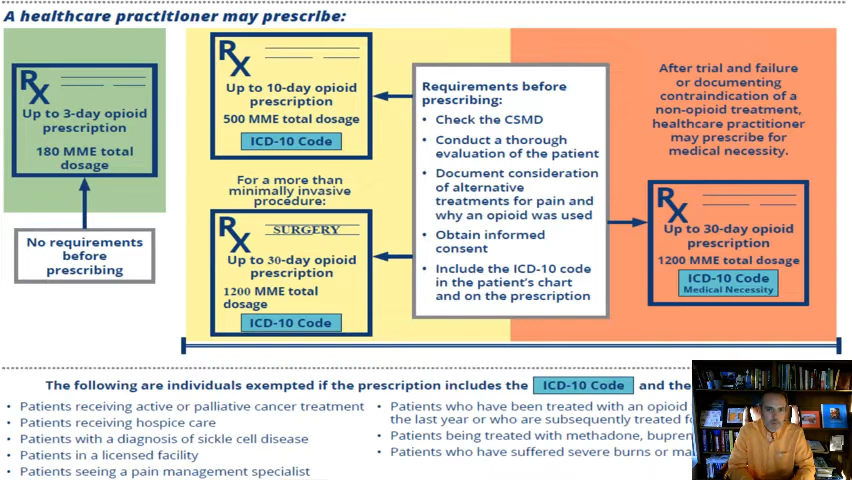 A healthcare practitioner may prescribe:
Rx
Up to 3-day opioid
prescription
180 MME total
dosage
No requirements
before
prescribing
Rx
Up to 10-day opioid
prescription
500 MME total dosage
ICD-10 Code
For a more than
minimally invasive
procedure:
Rx
SURGERY
Up to 30-day opioid
prescription
1200 MME total
dosage
ICD-10 Code
Requirements before
prescribing:
• Check the CSMD
• Conduct a thorough
evaluation of the patient
• Document consideration
of alternative
treatments for pain and
why an opioid was used
• Obtain informed
consent
• Include the ICD-10 code
in the patient's chart
and on the prescription
After trial and failure
or documenting
contraindication of a
non-opioid treatment,
healthcare practitioner
may prescribe for
medical necessity.
Rx
Up to 30-day opioid
prescription
1200 MME total dosage
ICD-10 Code
Medical Necessity
The following are individuals exempted if the prescription includes the ICD-10 Code and the
• Patients receiving active or palliative cancer treatment
• Patients receiving hospice care
• Patients with a diagnosis of sickle cell disease
• Patients in a licensed facility
• Patients seeing a pain management specialist
• Patients who have been treated with an opioid
the last year or who are subsequently treated
• Patients being treated with methadone,
• Patients who have suffered severe burns or